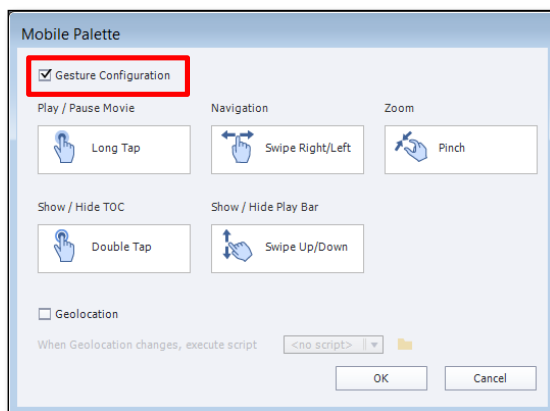 Mobile Palette
Gesture Configuration
Play / Pause Movie Navigation Zoom
Long Tap Swipe Right/Left Pinch
Show / Hide TOC Show / Hide Play Bar
Double Tap Swipe Up/Down
Geolocation
When Geolocation changes, execute script <no script>
OK Cancel